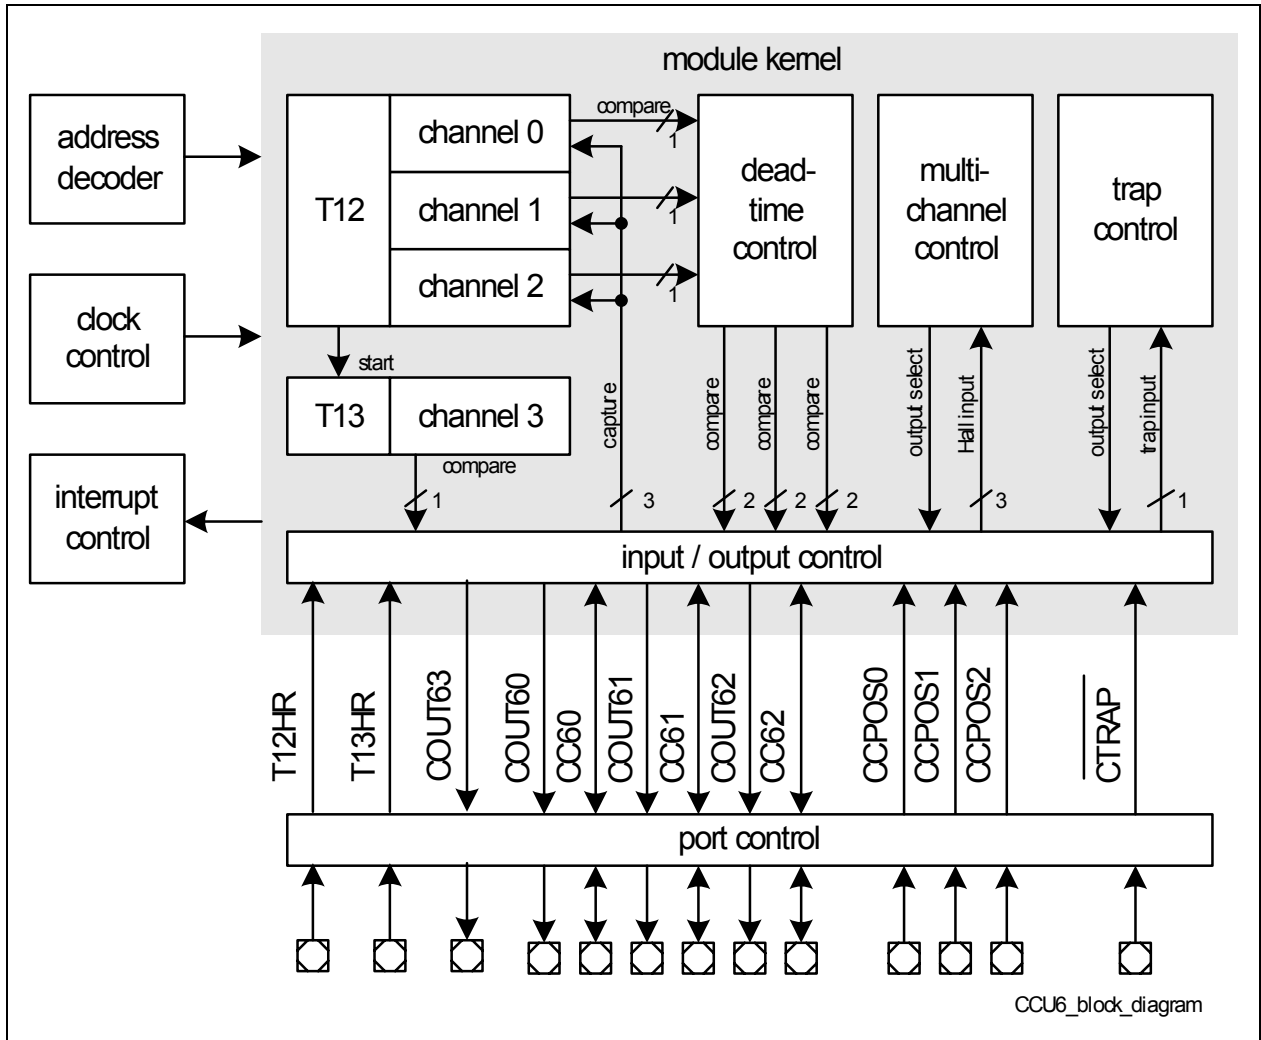 module kernel
address
decoder
clock
control
interrupt
control
T12
channel 0
channel 1
channel 2
compare
1
1
1
dead-
time
control
multi-
channel
control
trap
control
start
T13
channel 3
compare
1
capture
3
compare
2
compare
2
compare
2
output select
Hall input
3
output select
trap input
1
input / output control
T12HR
T13HR
COUT63
COUT60
CC60
COUT61
CC61
COUT62
CC62
CCPOS0
CCPOS1
CCPOS2
CTRAP
port control
CCU6_block_diagram